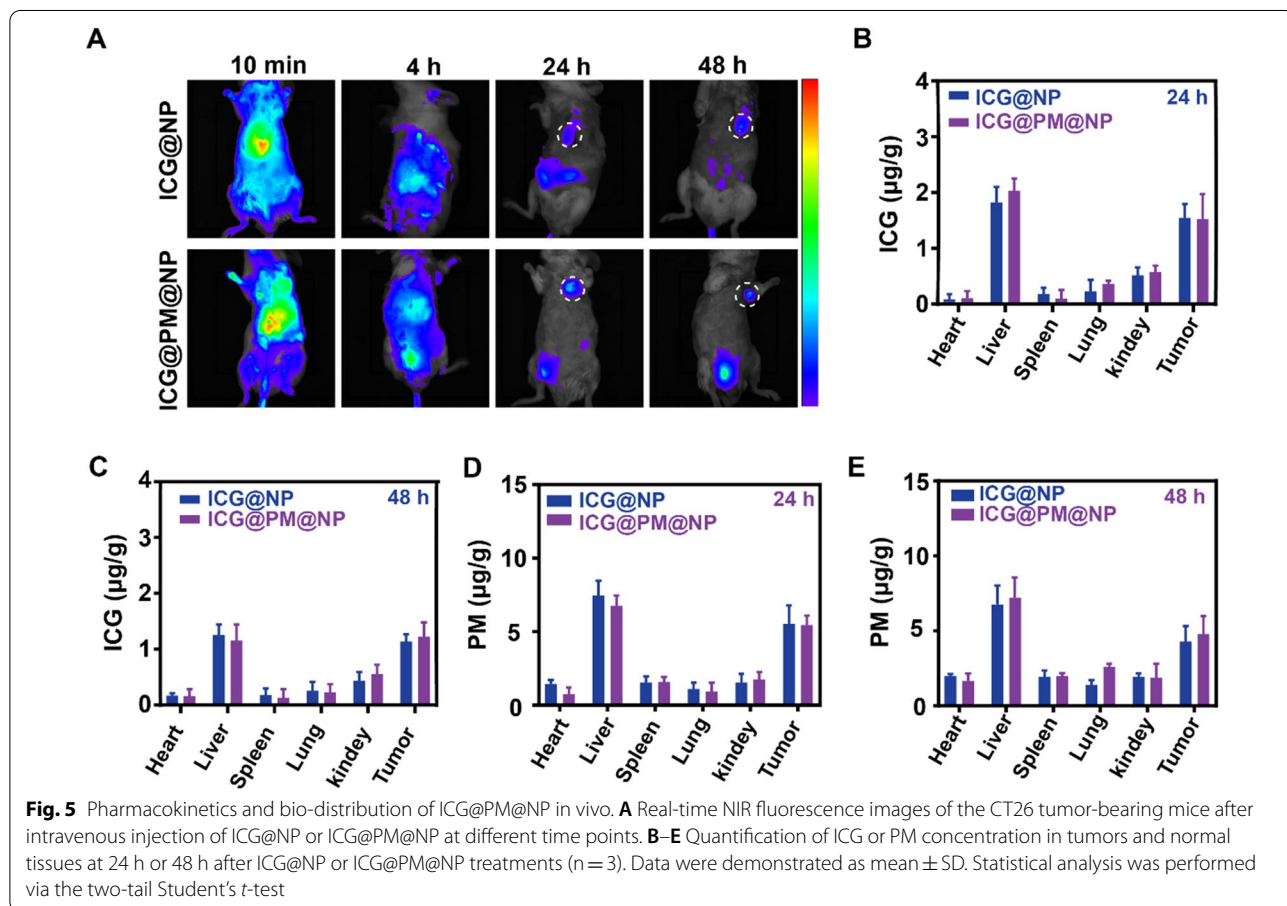 A
10 min
4 h
24 h
48 h
ICG@NP
ICG@PM@NP
B
ICG@NP
ICG@PM@NP
24 h
ICG (µg/g)
4
3
2
1
0
Heart
Liver
Spleen
Lung
kindey
Tumor
C
ICG@NP
ICG@PM@NP
48 h
ICG (µg/g)
4
3
2
1
0
Heart
Liver
Spleen
Lung
kindey
Tumor
D
ICG@NP
ICG@PM@NP
24 h
PM (µg/g)
15
10
5
0
Heart
Liver
Spleen
Lung
kindey
Tumor
E
ICG@NP
ICG@PM@NP
48 h
PM (µg/g)
15
10
5
0
Heart
Liver
Spleen
Lung
kindey
Tumor
Fig. 5 Pharmacokinetics and bio-distribution of ICG@PM@NP in vivo. A Real-time NIR fluorescence images of the CT26 tumor-bearing mice after
intravenous injection of ICG@NP or ICG@PM@NP at different time points. B–E Quantification of ICG or PM concentration in tumors and normal
tissues at 24 h or 48 h after ICG@NP or ICG@PM@NP treatments (n = 3). Data were demonstrated as mean ± SD. Statistical analysis was performed
via the two-tail Student's t-test